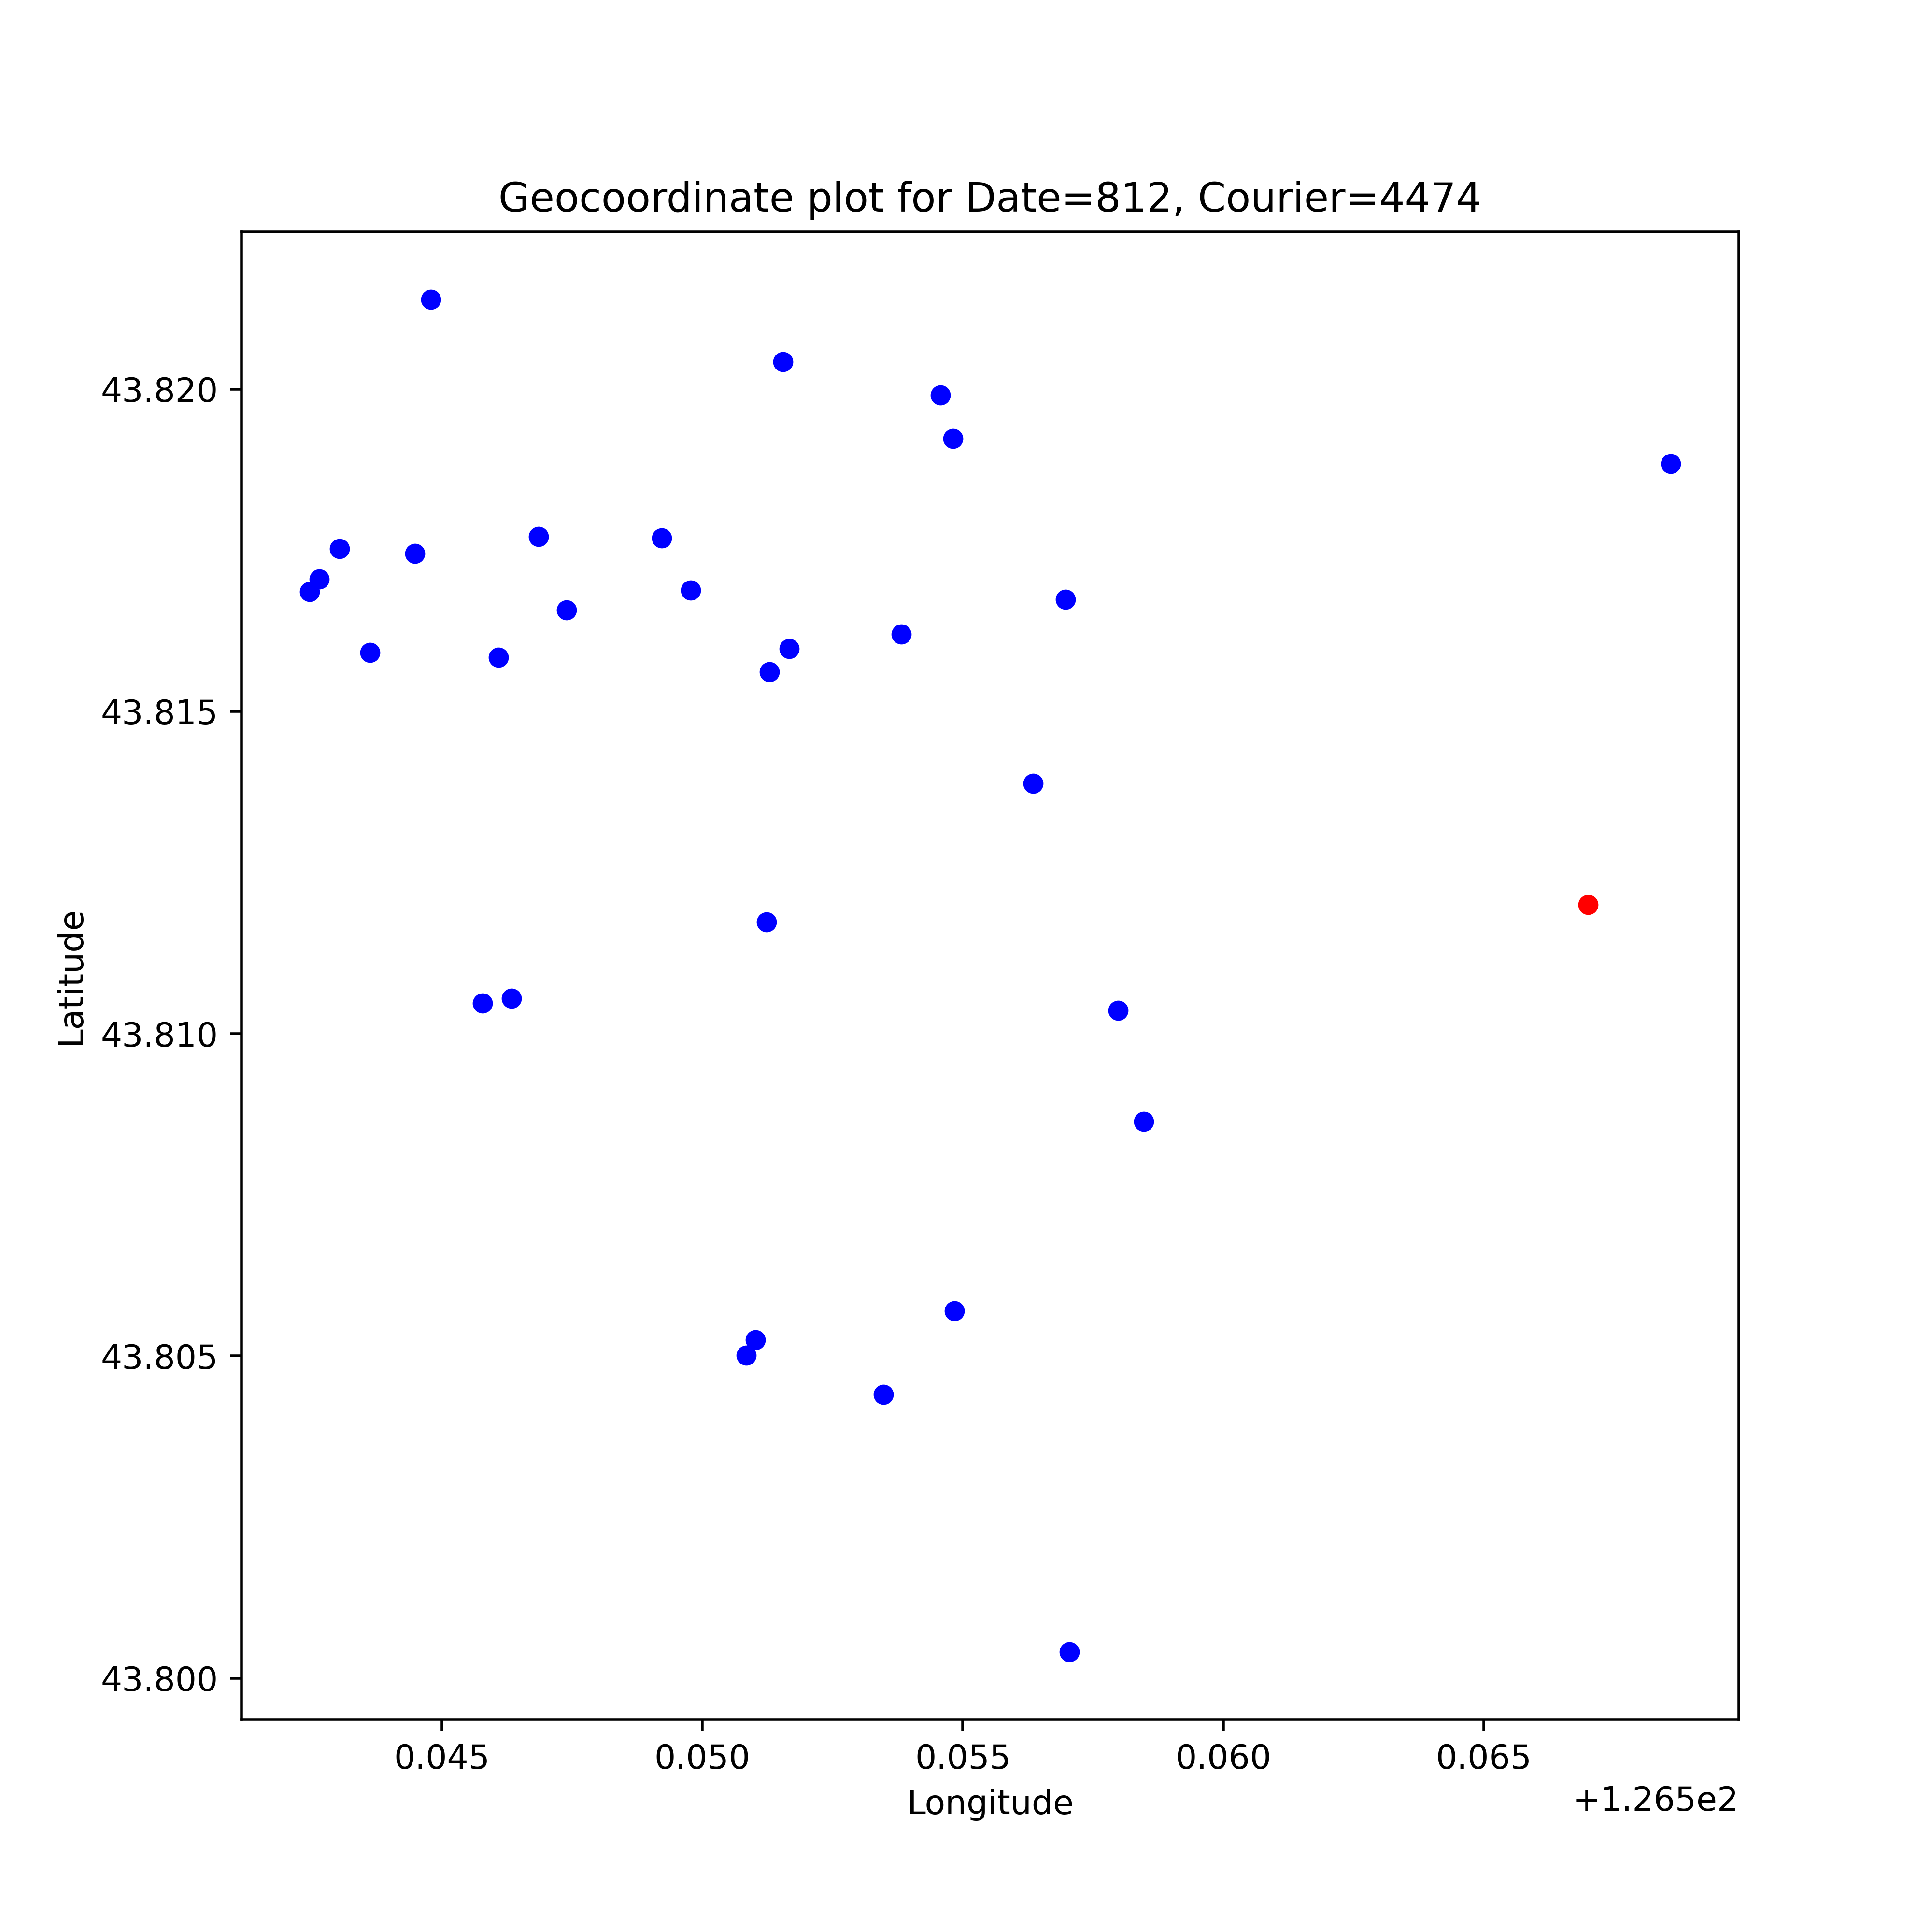 Geocoordinate plot for Date=812, Courier=4474
43.820
43.815
43.810
43.805
43.800
Latitude
0.045 0.050 0.055 0.060 0.065
Longitude
+1.265e2